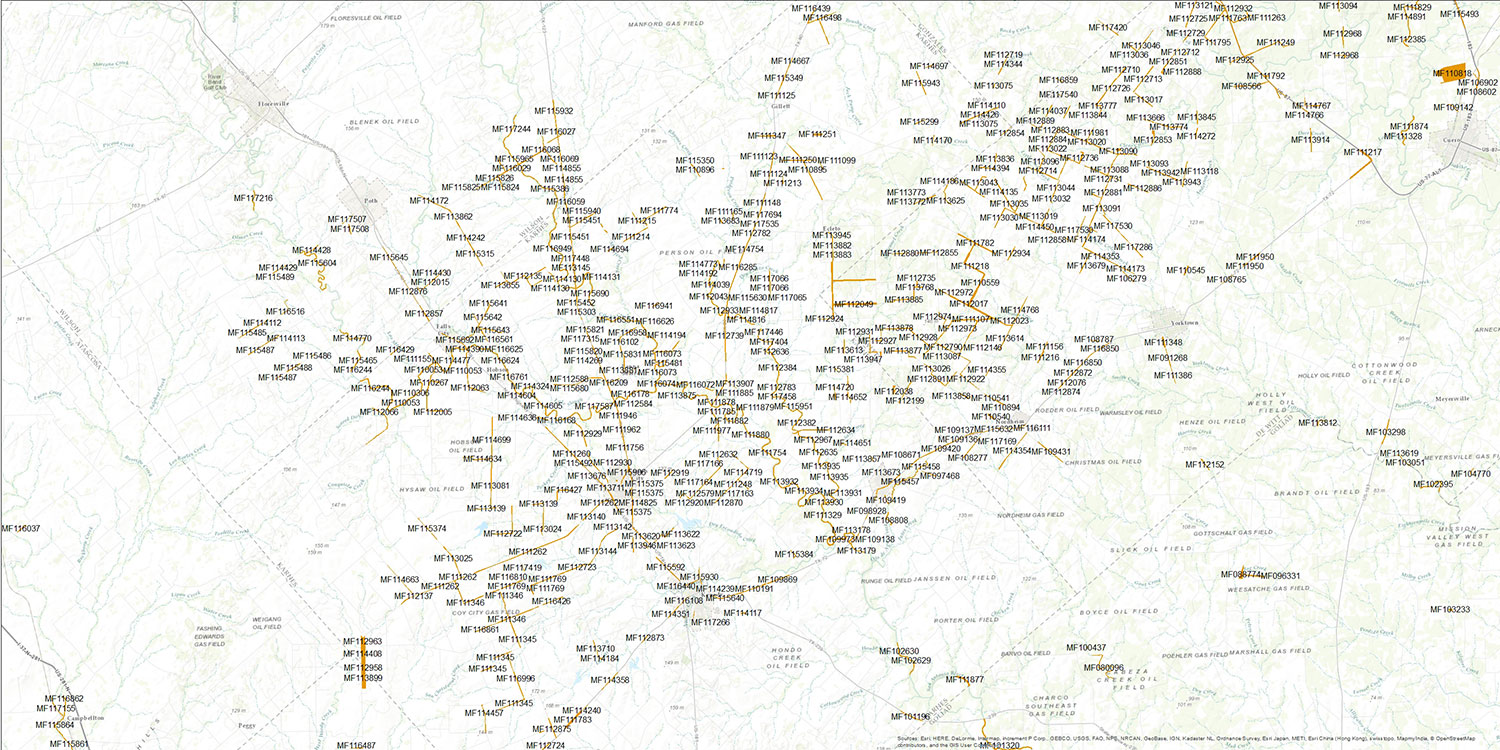 MF116439
MF116498
MF113121
MF112932
MF113094
MF111829
MF115493
MF112725
MF111763
MF111263
MF114891
FLORESVILLE OIL FIELD
MANFORD GAS FIELD
MF117420
MF112729
MF112968
MF112385
MF113046
MF111795
MF111249
MF112719
MF113036
MF112712
MF112968
MF114667
MF114344
MF112851
MF112925
MF114697
MF112710
MF112888
MF115349
MF116859
MF112713
MF111792
MF110818
MF115943
MF113075
MF112726
MF108566
MF106902
MF111125
MF117540
MF113017
MF108602
Gillett
MF114110
MF113777
MF114767
MF109142
Floresville
MF115932
MF114426
MF114037
MF113844
MF113666
MF113845
MF114766
BLENEK OIL FIELD
MF117244
MF116027
MF115299
MF113075
MF112889
MF113774
MF111874
MF111347
MF111251
MF112854
MF112883
MF111981
MF114272
MF111328
MF114170
MF112884
MF113020
MF112853
MF113914
Cuero
MF116068
MF113022
MF113090
MF111217
MF115965
MF116069
MF115350
MF111123
MF111250
MF111099
MF113836
MF113096
MF112736
MF113093
MF116029
MF114855
MF110896
MF110895
MF114394
MF112714
MF113088
MF113942
MF113118
MF115826
MF114855
MF111124
MF114186
MF113043
MF112731
MF113943
MF115825
MF115824
MF115386
MF111213
MF113773
MF114135
MF113044
MF112881
MF112886
MF117216
Poth
MF114172
MF116059
MF111148
MF113772
MF113625
MF113035
MF113032
MF113091
MF117507
MF113862
MF115940
MF111774
MF111165
MF117694
MF113030
MF113019
MF117508
MF115451
MF111215
MF113683
MF117535
MF114450
MF117530
MF117530
MF114242
MF115451
MF111214
MF112782
Ecleto
MF113945
MF111782
MF112858
MF114174
MF114428
MF115315
MF116949
MF114694
PERSON OIL FIELD
MF114754
MF113882
MF112880
MF112855
MF112934
MF117286
MF115645
MF117448
MF113883
MF114353
MF111950
MF115604
MF114429
MF113145
MF114773
MF116285
MF111218
MF113679
MF114173
MF110545
MF111950
MF115489
MF114430
MF112135
MF114130
MF114131
MF114192
MF117066
MF112735
MF110559
MF106279
MF108765
MF112015
MF113655
MF114130
MF114039
MF117066
MF113768
MF112972
MF112876
MF115690
MF112043
MF115630
MF117065
MF112049
MF113885
MF112017
MF115641
MF115452
MF116941
MF112933
MF114817
MF114768
MF116516
MF112857
MF115642
MF115303
MF116551
MF116626
MF114816
MF112924
MF112974
MF111107
MF112023
MF114112
Falls City
MF115643
MF115821
MF116958
MF114194
MF117446
MF112931
MF113878
MF112973
Yorktown
MF115485
MF114113
MF114770
MF115692
MF116561
MF117315
MF116102
MF112739
MF117404
MF112927
MF112928
MF113614
MF108787
MF111348
MF115487
MF115486
MF116429
MF114390
MF116625
MF115820
MF115831
MF116073
MF112636
MF113613
MF113877
MF112790
MF112140
MF111156
MF116850
MF115465
MF111155
MF114477
MF116624
MF114269
MF115481
MF113947
MF113087
MF111216
MF091268
MF115488
MF116244
MF110053
MF110053
Hobson
MF113881
MF116073
MF112384
MF115381
MF113026
MF114355
MF116850
MF115487
MF110267
MF116761
MF112588
MF116209
MF116074
MF116072
MF113907
MF112783
MF112891
MF112922
MF112872
MF111386
HOLLY OIL FIELD
COTTONWOOD CREEK OIL FIELD
MF116244
MF110306
MF112063
MF114324
MF115680
MF116178
MF113875
MF111885
MF117458
MF114720
MF112038
MF112076
MF114604
MF112584
MF111878
MF114652
MF112199
MF113858
MF110541
MF112874
HOLLY WEST OIL FIELD
Meyersville
MF110053
MF114605
MF117587
MF111785
MF111879
MF115951
MF110894
ROEDER OIL FIELD
WARMSLEY OIL FIELD
MF112066
MF112005
MF114636
MF116168
MF111946
MF111882
MF112382
MF110540
Nordheim
HENZE OIL FIELD
MF113812
MF112929
MF111962
MF111977
MF111880
MF112634
MF109137
MF115632
MF116111
MF103298
MF114699
MF112967
MF114651
MF109136
MF117169
MF114634
MF111260
MF111756
MF112632
MF111754
MF112635
MF113857
MF108671
MF109420
MF114354
MF109431
MF113619
MEYERSVILLE GAS FI
MF115492
MF112930
MF117166
MF113935
MF108277
CHRISTMAS OIL FIELD
MF112152
MF103051
MF113676
MF115906
MF112919
MF114719
MF113935
MF113673
MF115458
MF097468
MF104770
MF113081
HYSAW OIL FIELD
MF116427
MF113711
MF115375
MF117164
MF111248
MF113932
MF115457
BRANDT OIL FIELD
MF102395
MF115375
MF112579
MF117163
MF113934
MF113931
MF113139
MF113139
MF111262
MF114825
MF112920
MF112870
MF113930
MF109419
MF113140
MF115375
MF111329
MF098928
NORDHEIM GAS FIELD
MF116037
MF115374
MF113024
MF113142
MF108808
MF112722
MF113620
MF113622
MF113178
GOTTSCHALT GAS FIELD
MISSION VALLEY WEST GAS FIELD
MF111262
MF113144
MF113946
MF113623
MF109973
MF109138
SLICK OIL FIELD
MF113025
MF115384
MF113179
MF117419
MF112723
MF115592
MF114663
MF111262
MF116810
MF111769
MF115930
MF109869
RUNGE OIL FIELD
JANSSEN OIL FIELD
MF088774
MF096331
MF111262
MF111769
MF111769
MF116440
MF114239
MF110191
WEESATCHE GAS FIELD
MF112137
MF111346
MF111346
MF116426
MF116108
MF115640
COY CITY GAS FIELD
MF114351
MF114117
BOYCE OIL FIELD
MF103233
WEIGANG OIL FIELD
MF111346
MF117266
PORTER OIL FIELD
FASHING EDWARDS GAS FIELD
MF116861
MF112963
MF111345
MF112873
MF114408
MF113710
HONDO CREEK OIL FIELD
MF102630
BARVO OIL FIELD
MF100437
POEHLER GAS FIELD
MARSHALL GAS FIELD
MF111345
MF114184
MF102629
MF112958
MF111345
MF080096
MF113899
MF116996
MF114358
MF111877
CABEZA CREEK OIL FIELD
MF116862
MF111345
CHARCO SOUTHEAST GAS FIELD
MF117155
Campbellton
MF114457
MF114240
MF101196
MF115864
Peggy
MF111783
MF112875
MF115861
MF116487
MF112724
MF101320
Sources: Esri, HERE, DeLorme, Intermap, increment P Corp., GEBCO, USGS, FAO, NPS, NRCAN, GeoBase, IGN, Kadaster NL, Ordnance Survey, Esri Japan, METI, Esri China (Hong Kong), swisstopo, MapmyIndia, © OpenStreetMap
contributors, and the GIS User